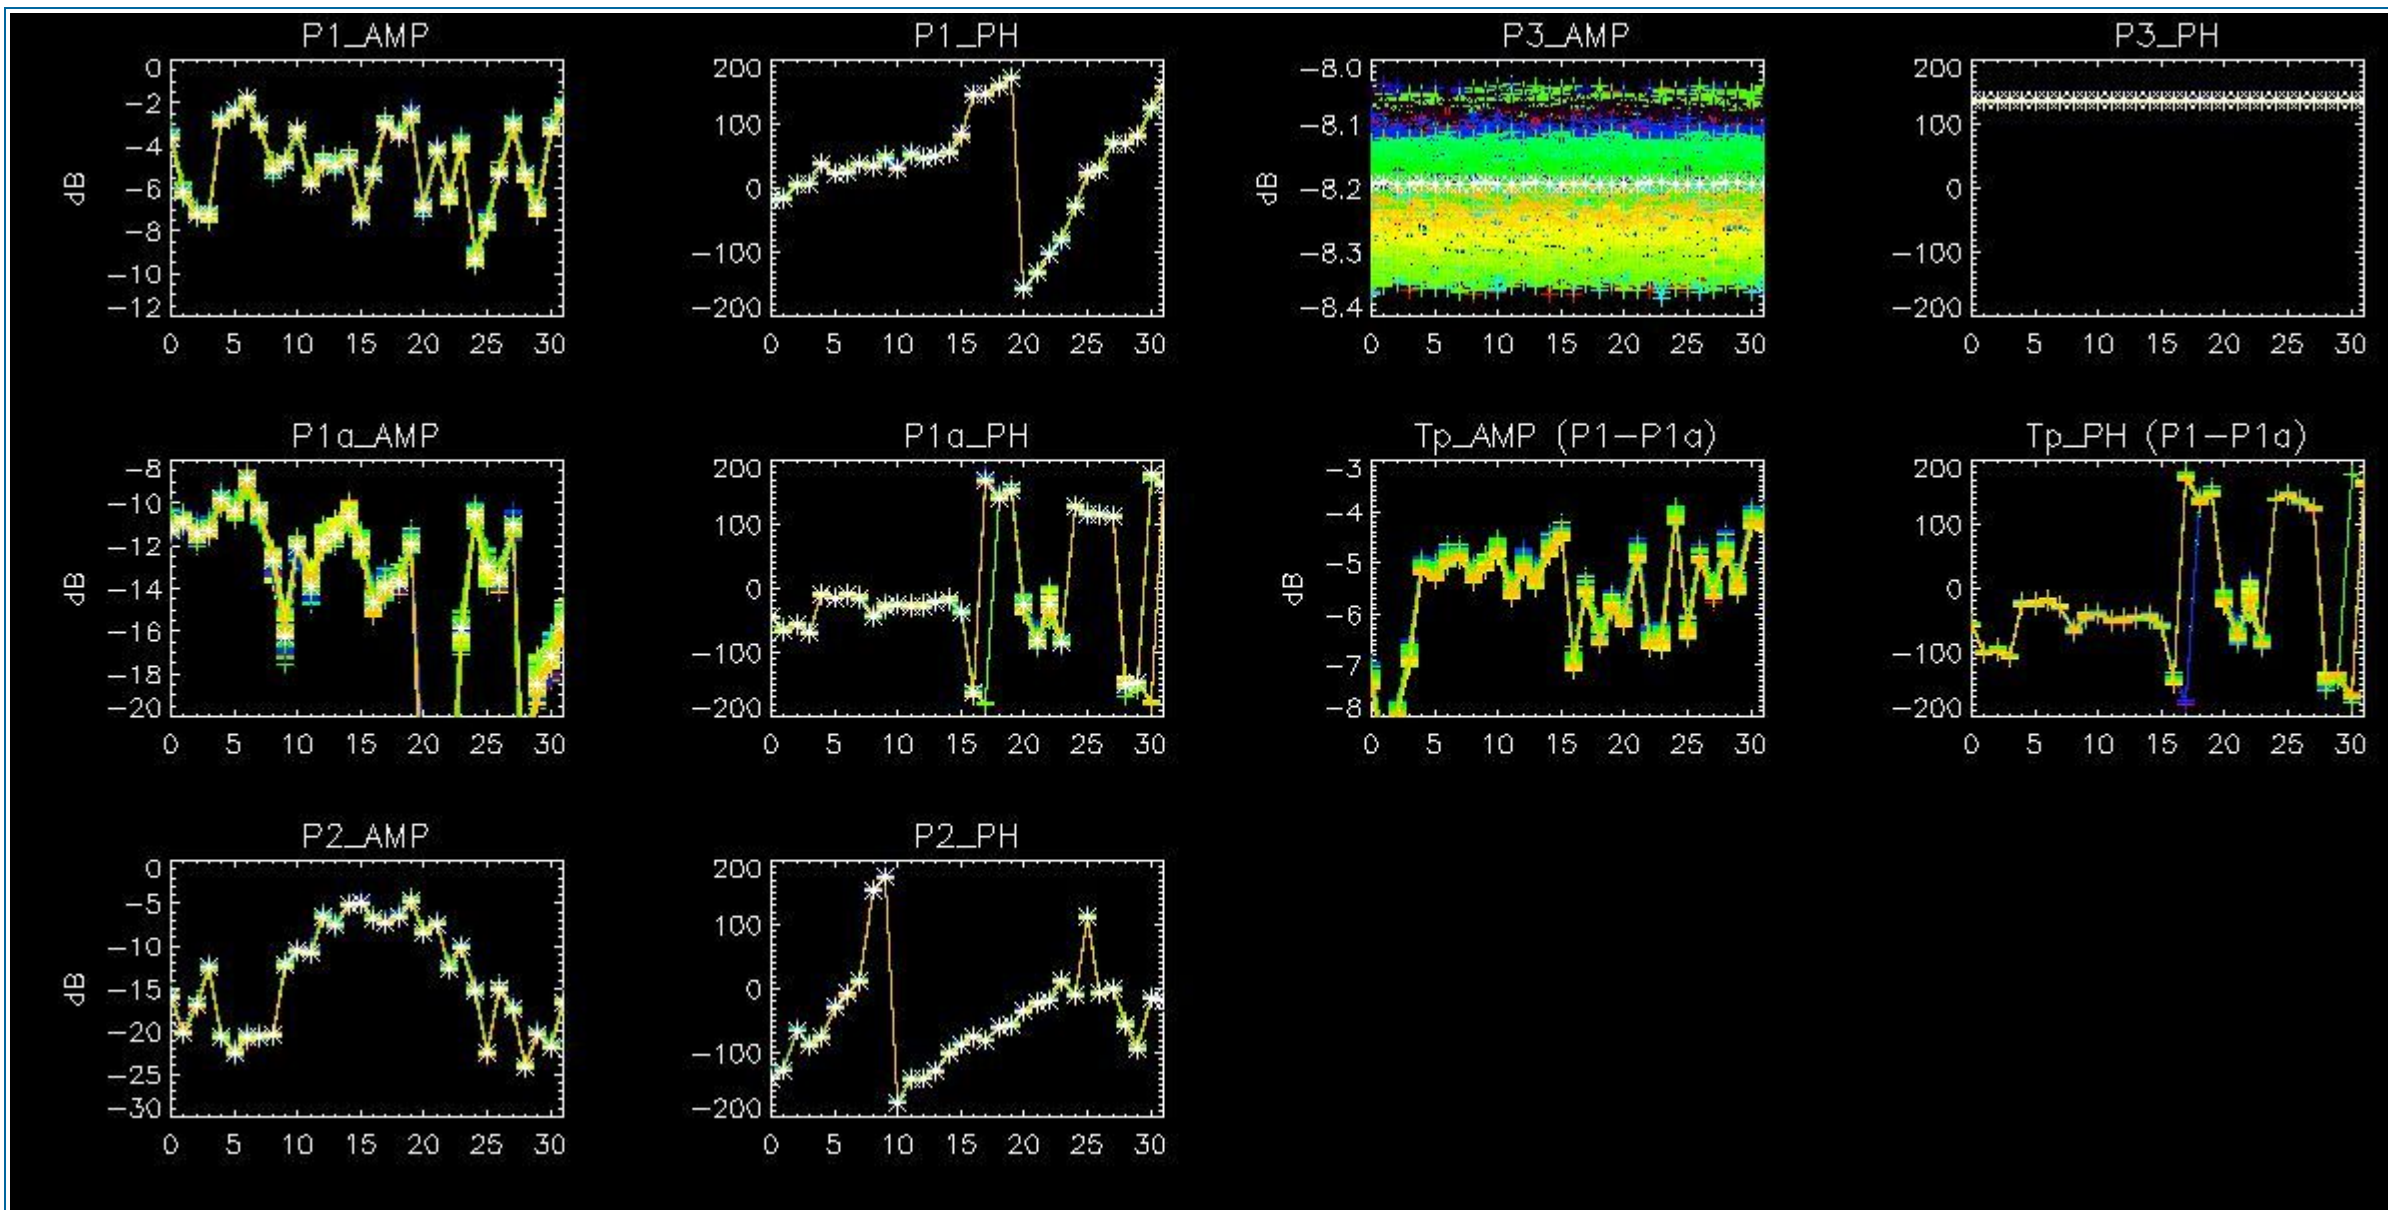 P1_AMP
0
−2
−4
−6
−8
−10
−12
dB
0 5 10 15 20 25 30
P1_PH
200
100
0
−100
−200
0 5 10 15 20 25 30
P3_AMP
−8.0
−8.1
−8.2
−8.3
−8.4
dB
0 5 10 15 20 25 30
P3_PH
200
100
0
−100
−200
0 5 10 15 20 25 30
P1a_AMP
−8
−10
−12
−14
−16
−18
−20
dB
0 5 10 15 20 25 30
P1a_PH
200
100
0
−100
−200
0 5 10 15 20 25 30
Tp_AMP (P1−P1a)
−3
−4
−5
−6
−7
−8
dB
0 5 10 15 20 25 30
Tp_PH (P1−P1a)
200
100
0
−100
−200
0 5 10 15 20 25 30
P2_AMP
0
−5
−10
−15
−20
−25
−30
dB
0 5 10 15 20 25 30
P2_PH
200
100
0
−100
−200
0 5 10 15 20 25 30